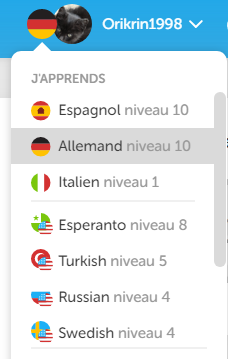 Orikrin1998
J'APPRENDS
Espagnol niveau 10
Allemand niveau 10
Italien niveau 1
Esperanto niveau 8
Turkish niveau 5
Russian niveau 4
Swedish niveau 4